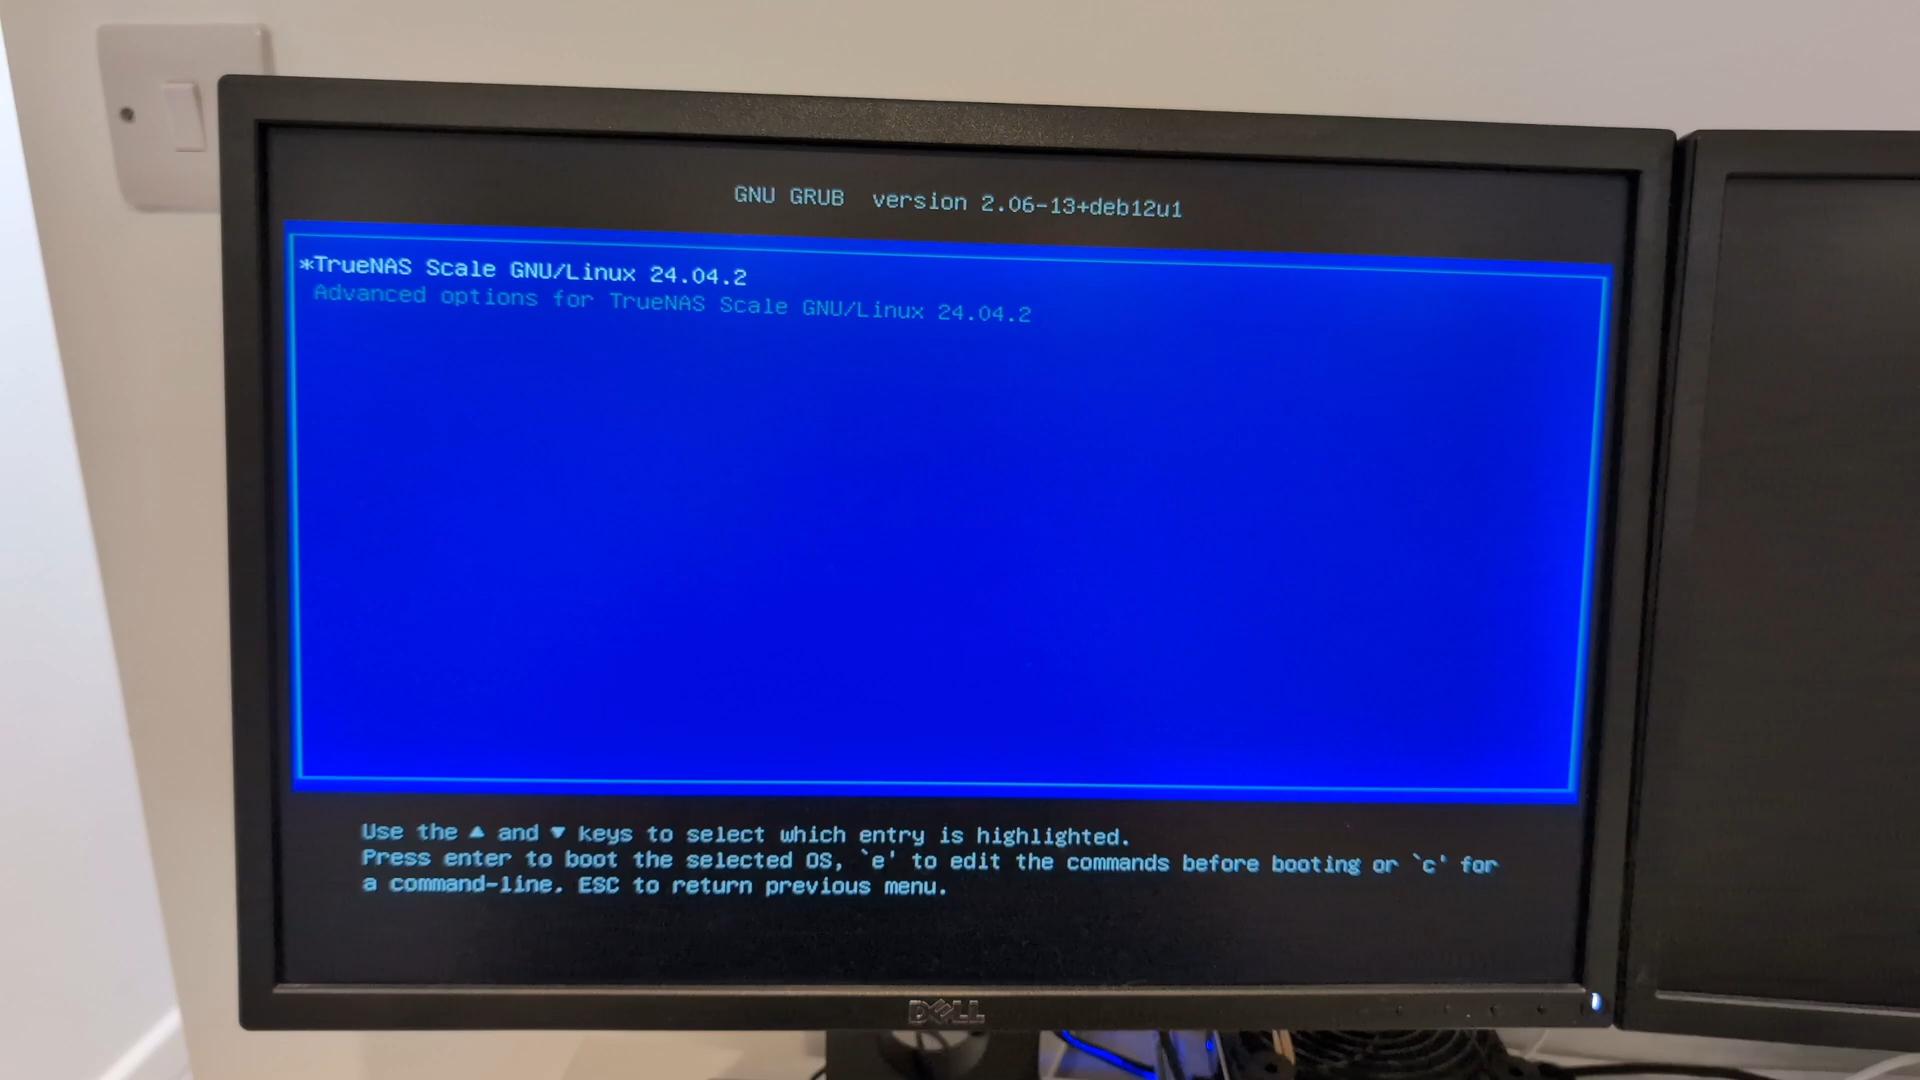 GNU GRUB version 2.06-13+deb12u1
*TrueNAS Scale GNU/Linux 24.04.2
Advanced options for TrueNAS Scale GNU/Linux 24.04.2
Use the ▲ and ▼ keys to select which entry is highlighted.
Press enter to boot the selected OS, `e' to edit the commands before booting or `c' for
a command-line. ESC to return previous menu.
DELL